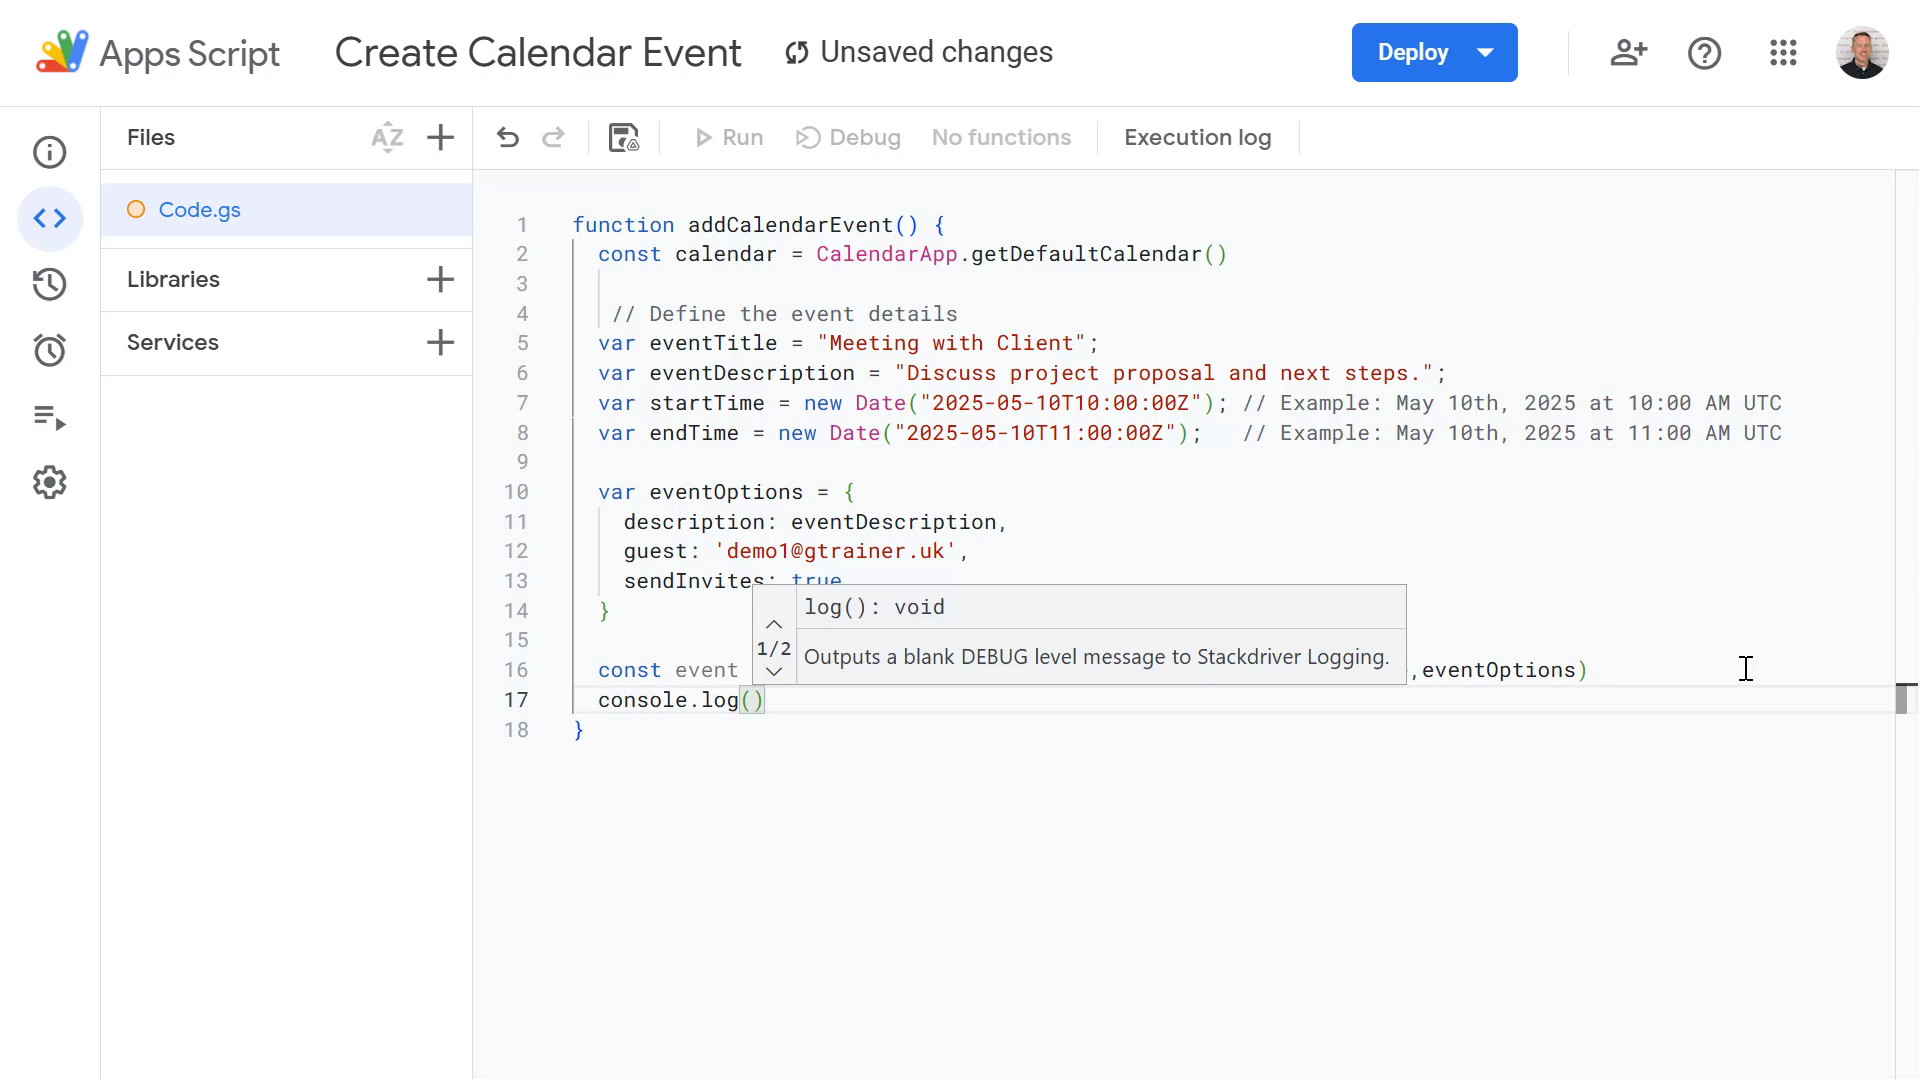 Apps Script
Create Calendar Event
Unsaved changes
Deploy
Files
AZ
Run
Debug
No functions
Execution log
Code.gs
Libraries
Services
1 function addCalendarEvent() {
2 const calendar = CalendarApp.getDefaultCalendar()
3
4 // Define the event details
5 var eventTitle = "Meeting with Client";
6 var eventDescription = "Discuss project proposal and next steps.";
7 var startTime = new Date("2025-05-10T10:00:00Z"); // Example: May 10th, 2025 at 10:00 AM UTC
8 var endTime = new Date("2025-05-10T11:00:00Z"); // Example: May 10th, 2025 at 11:00 AM UTC
9
10 var eventOptions = {
11 description: eventDescription,
12 guest: 'demo1@gtrainer.uk',
13 sendInvites: true
14 }
15
log(): void
1/2
Outputs a blank DEBUG level message to Stackdriver Logging.
16 const event ,eventOptions)
17 console.log()
18 }